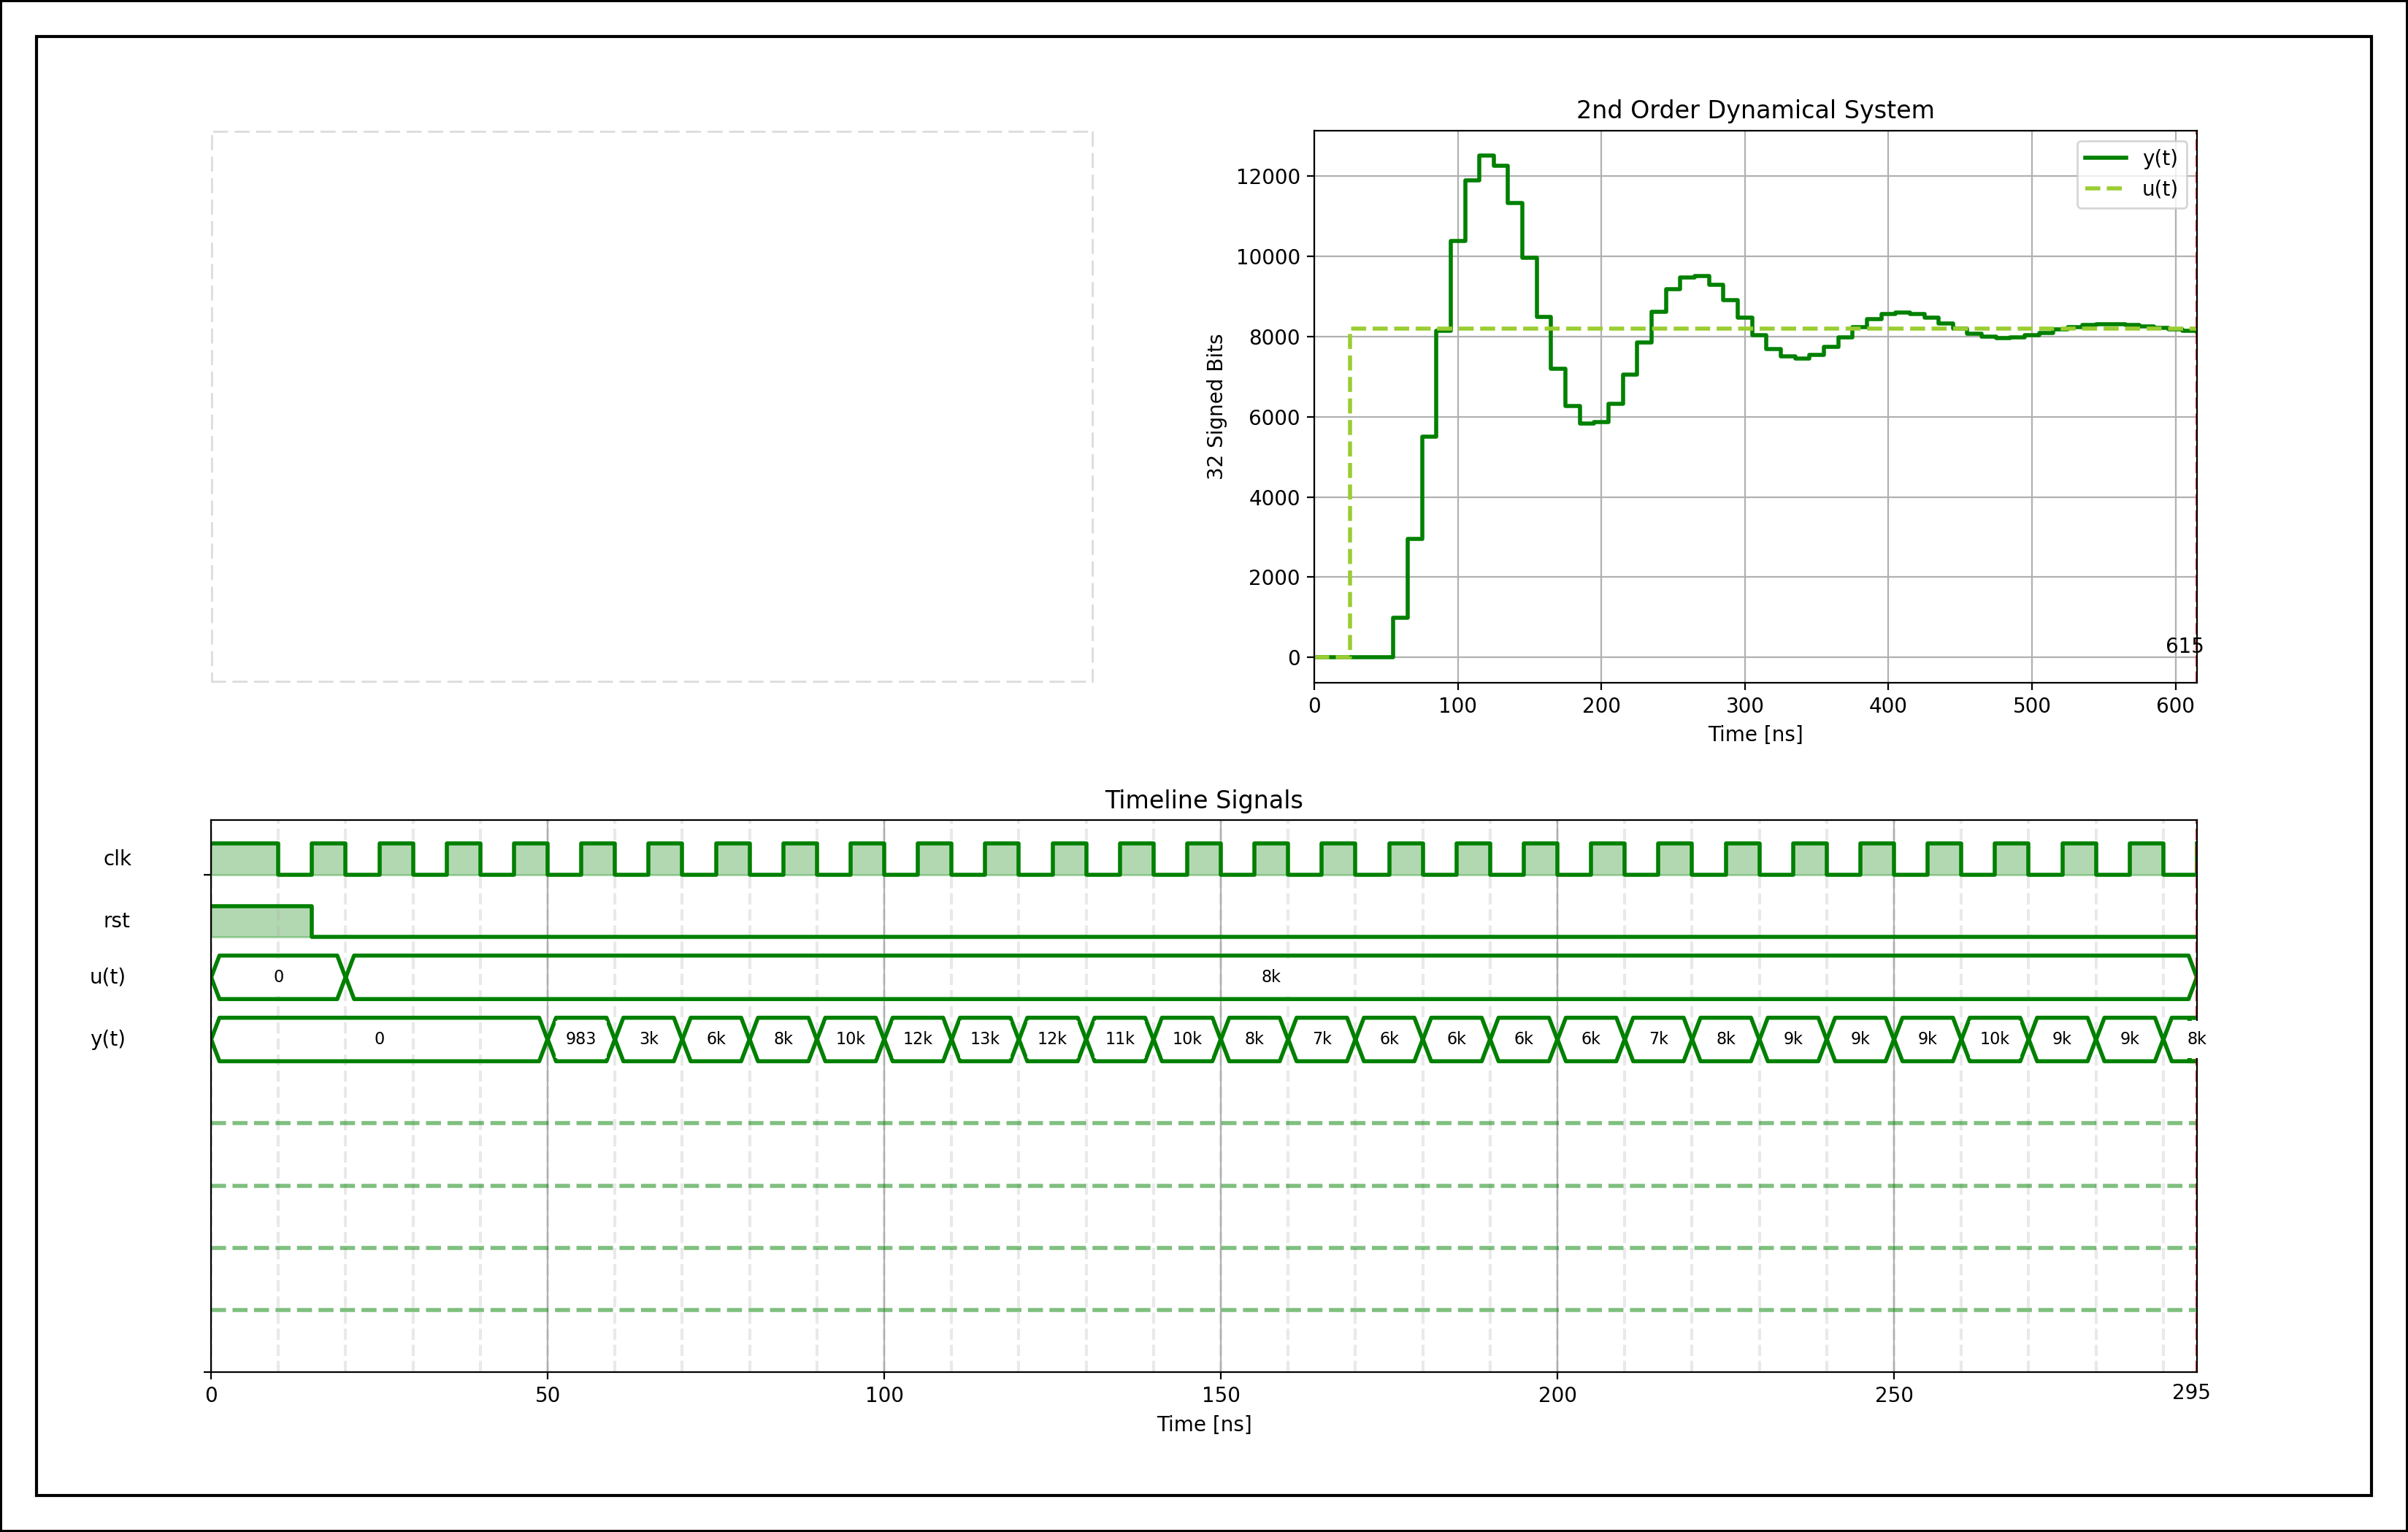 2nd Order Dynamical System
y(t)
u(t)
12000
10000
8000
6000
4000
2000
0
32 Signed Bits
615
0 100 200 300 400 500 600
Time [ns]
Timeline Signals
clk
rst
u(t) 0 8k
y(t) 0 983 3k 6k 8k 10k 12k 13k 12k 11k 10k 8k 7k 6k 6k 6k 6k 7k 8k 9k 9k 9k 10k 9k 9k 8k
0 50 100 150 200 250 295
Time [ns]